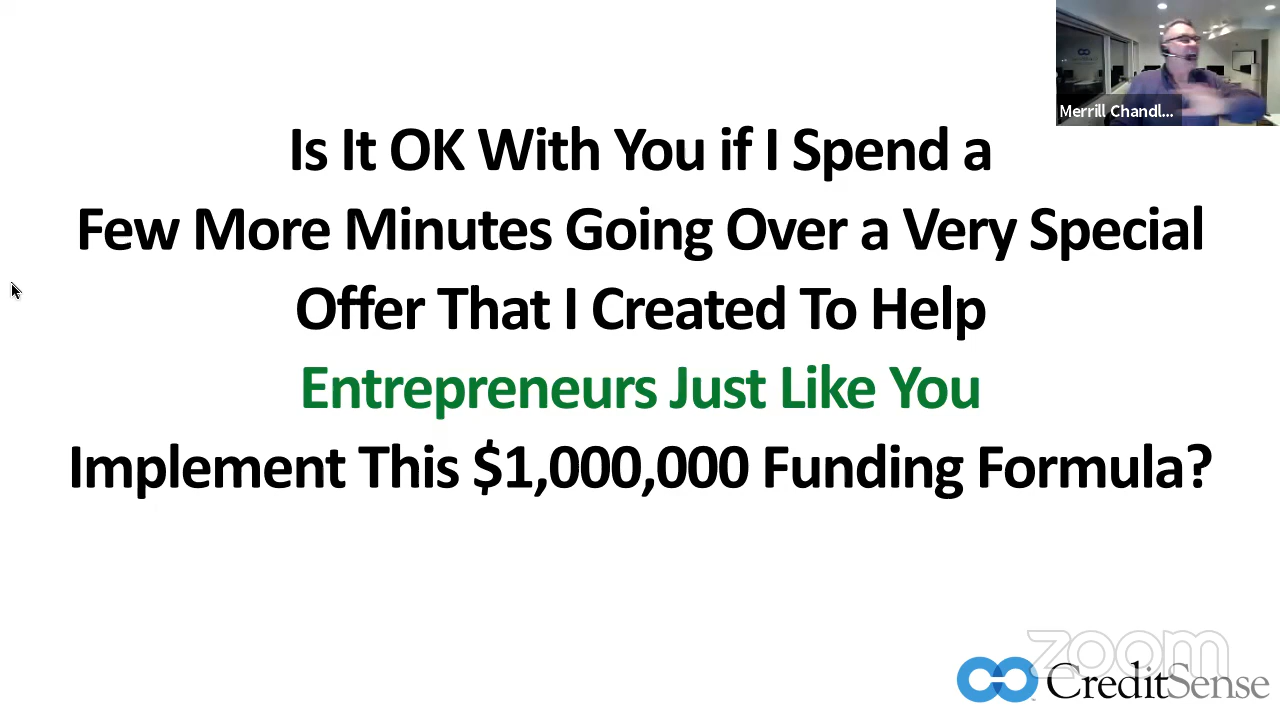 Merrill Chandl...
Is It OK With You if I Spend a
Few More Minutes Going Over a Very Special
Offer That I Created To Help
Entrepreneurs Just Like You
Implement This $1,000,000 Funding Formula?
zoom
CreditSense